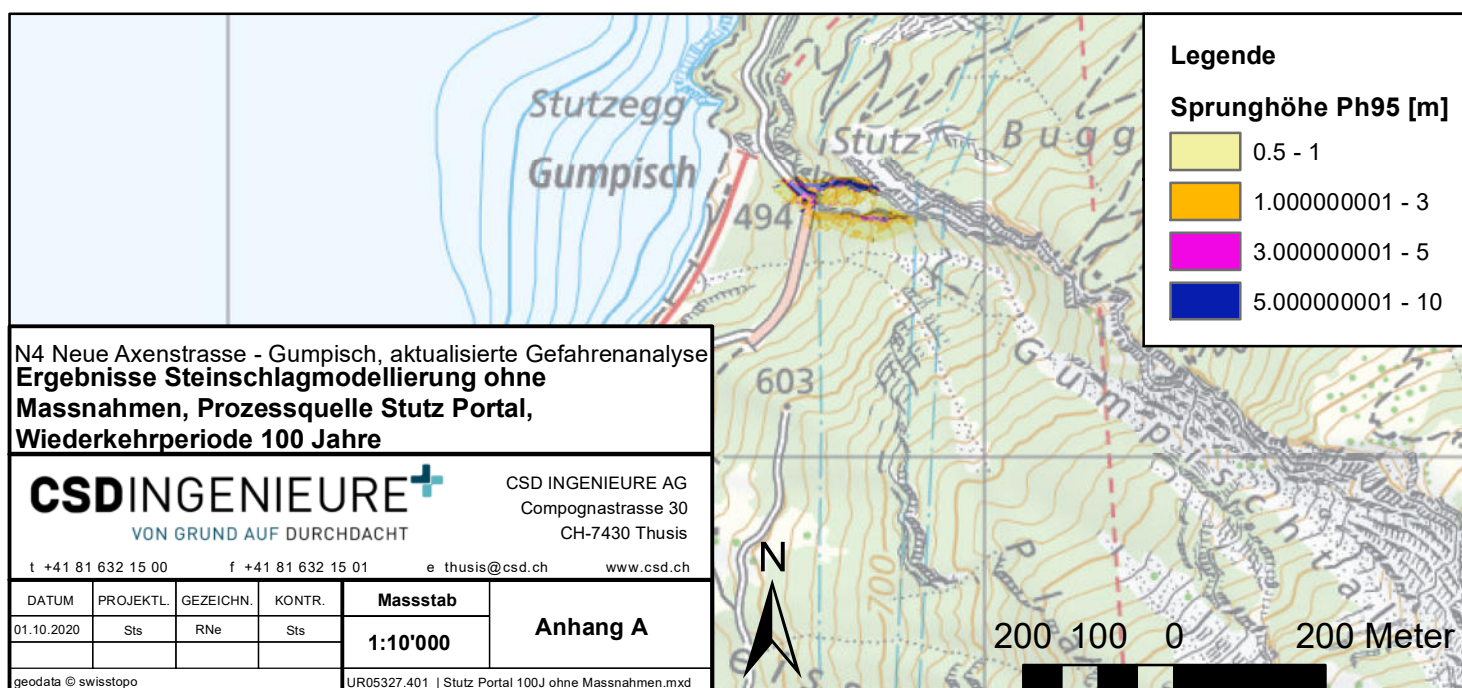 Stutzegg
Gumpisch
Stutz
Bugg
494
603
700
Gumpischtal
Legende
Sprunghöhe Ph95 [m]
0.5 - 1
1.000000001 - 3
3.000000001 - 5
5.000000001 - 10
N4 Neue Axenstrasse - Gumpisch, aktualisierte Gefahrenanalyse
Ergebnisse Steinschlagmodellierung ohne
Massnahmen, Prozessquelle Stutz Portal,
Wiederkehrperiode 100 Jahre
CSDINGENIEURE+
VON GRUND AUF DURCHDACHT
CSD INGENIEURE AG
Compognastrasse 30
CH-7430 Thusis
t +41 81 632 15 00 f +41 81 632 15 01 e thusis@csd.ch www.csd.ch
DATUM PROJEKTL. GEZEICHN. KONTR.
01.10.2020 Sts RNe Sts
Massstab
1:10'000
Anhang A
geodata © swisstopo
UR05327.401 | Stutz Portal 100J ohne Massnahmen.mxd
N
200 100 0 200 Meter